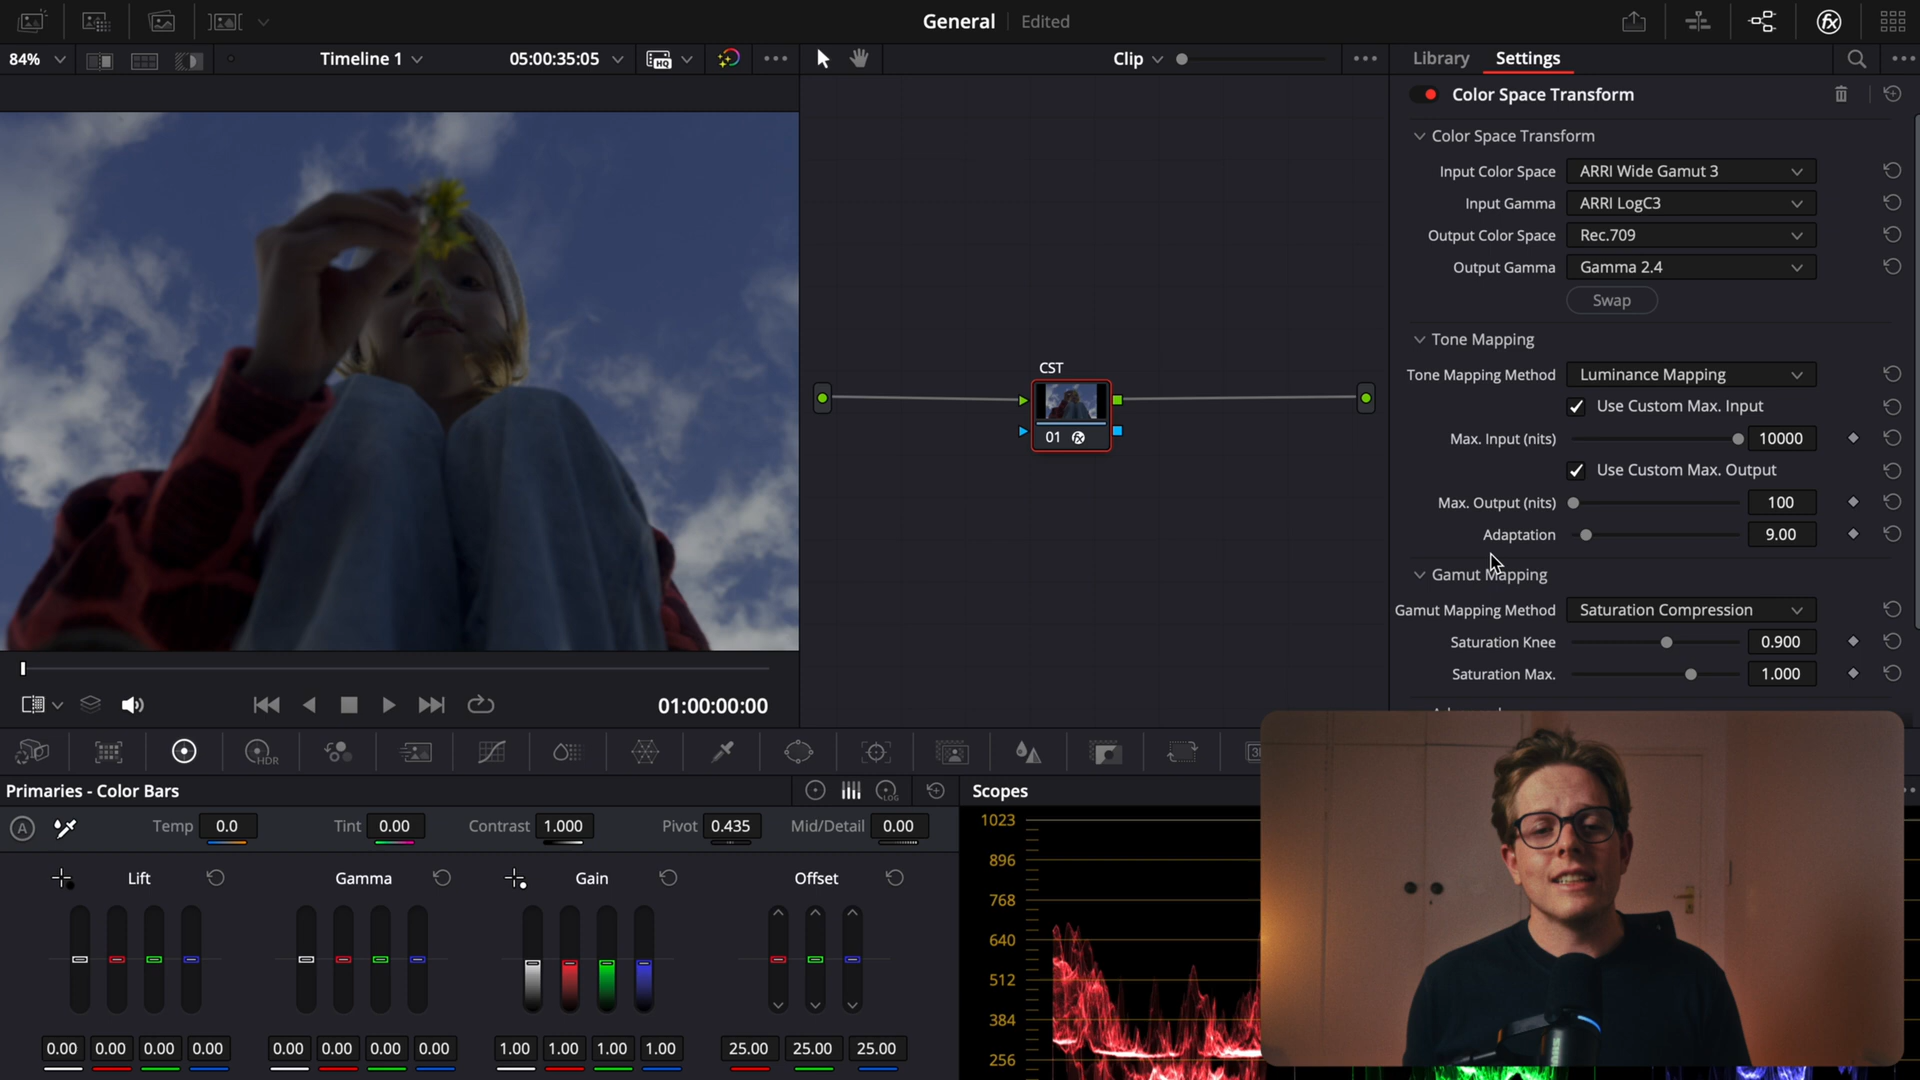 General Edited
84% Timeline 1 05:00:35:05 HQ Clip Library Settings
Color Space Transform
Color Space Transform
Input Color Space ARRI Wide Gamut 3
Input Gamma ARRI LogC3
Output Color Space Rec.709
Output Gamma Gamma 2.4
Swap
Tone Mapping
Tone Mapping Method Luminance Mapping
Use Custom Max. Input
Max. Input (nits) 10000
Use Custom Max. Output
Max. Output (nits) 100
Adaptation 9.00
Gamut Mapping
Gamut Mapping Method Saturation Compression
Saturation Knee 0.900
Saturation Max. 1.000
CST
01 fx
01:00:00:00
HDR
Primaries - Color Bars LOG Scopes
A Temp 0.0 Tint 0.00 Contrast 1.000 Pivot 0.435 Mid/Detail 0.00
Lift Gamma Gain Offset
0.00 0.00 0.00 0.00 0.00 0.00 0.00 0.00 1.00 1.00 1.00 1.00 25.00 25.00 25.00
1023
896
768
640
512
384
256